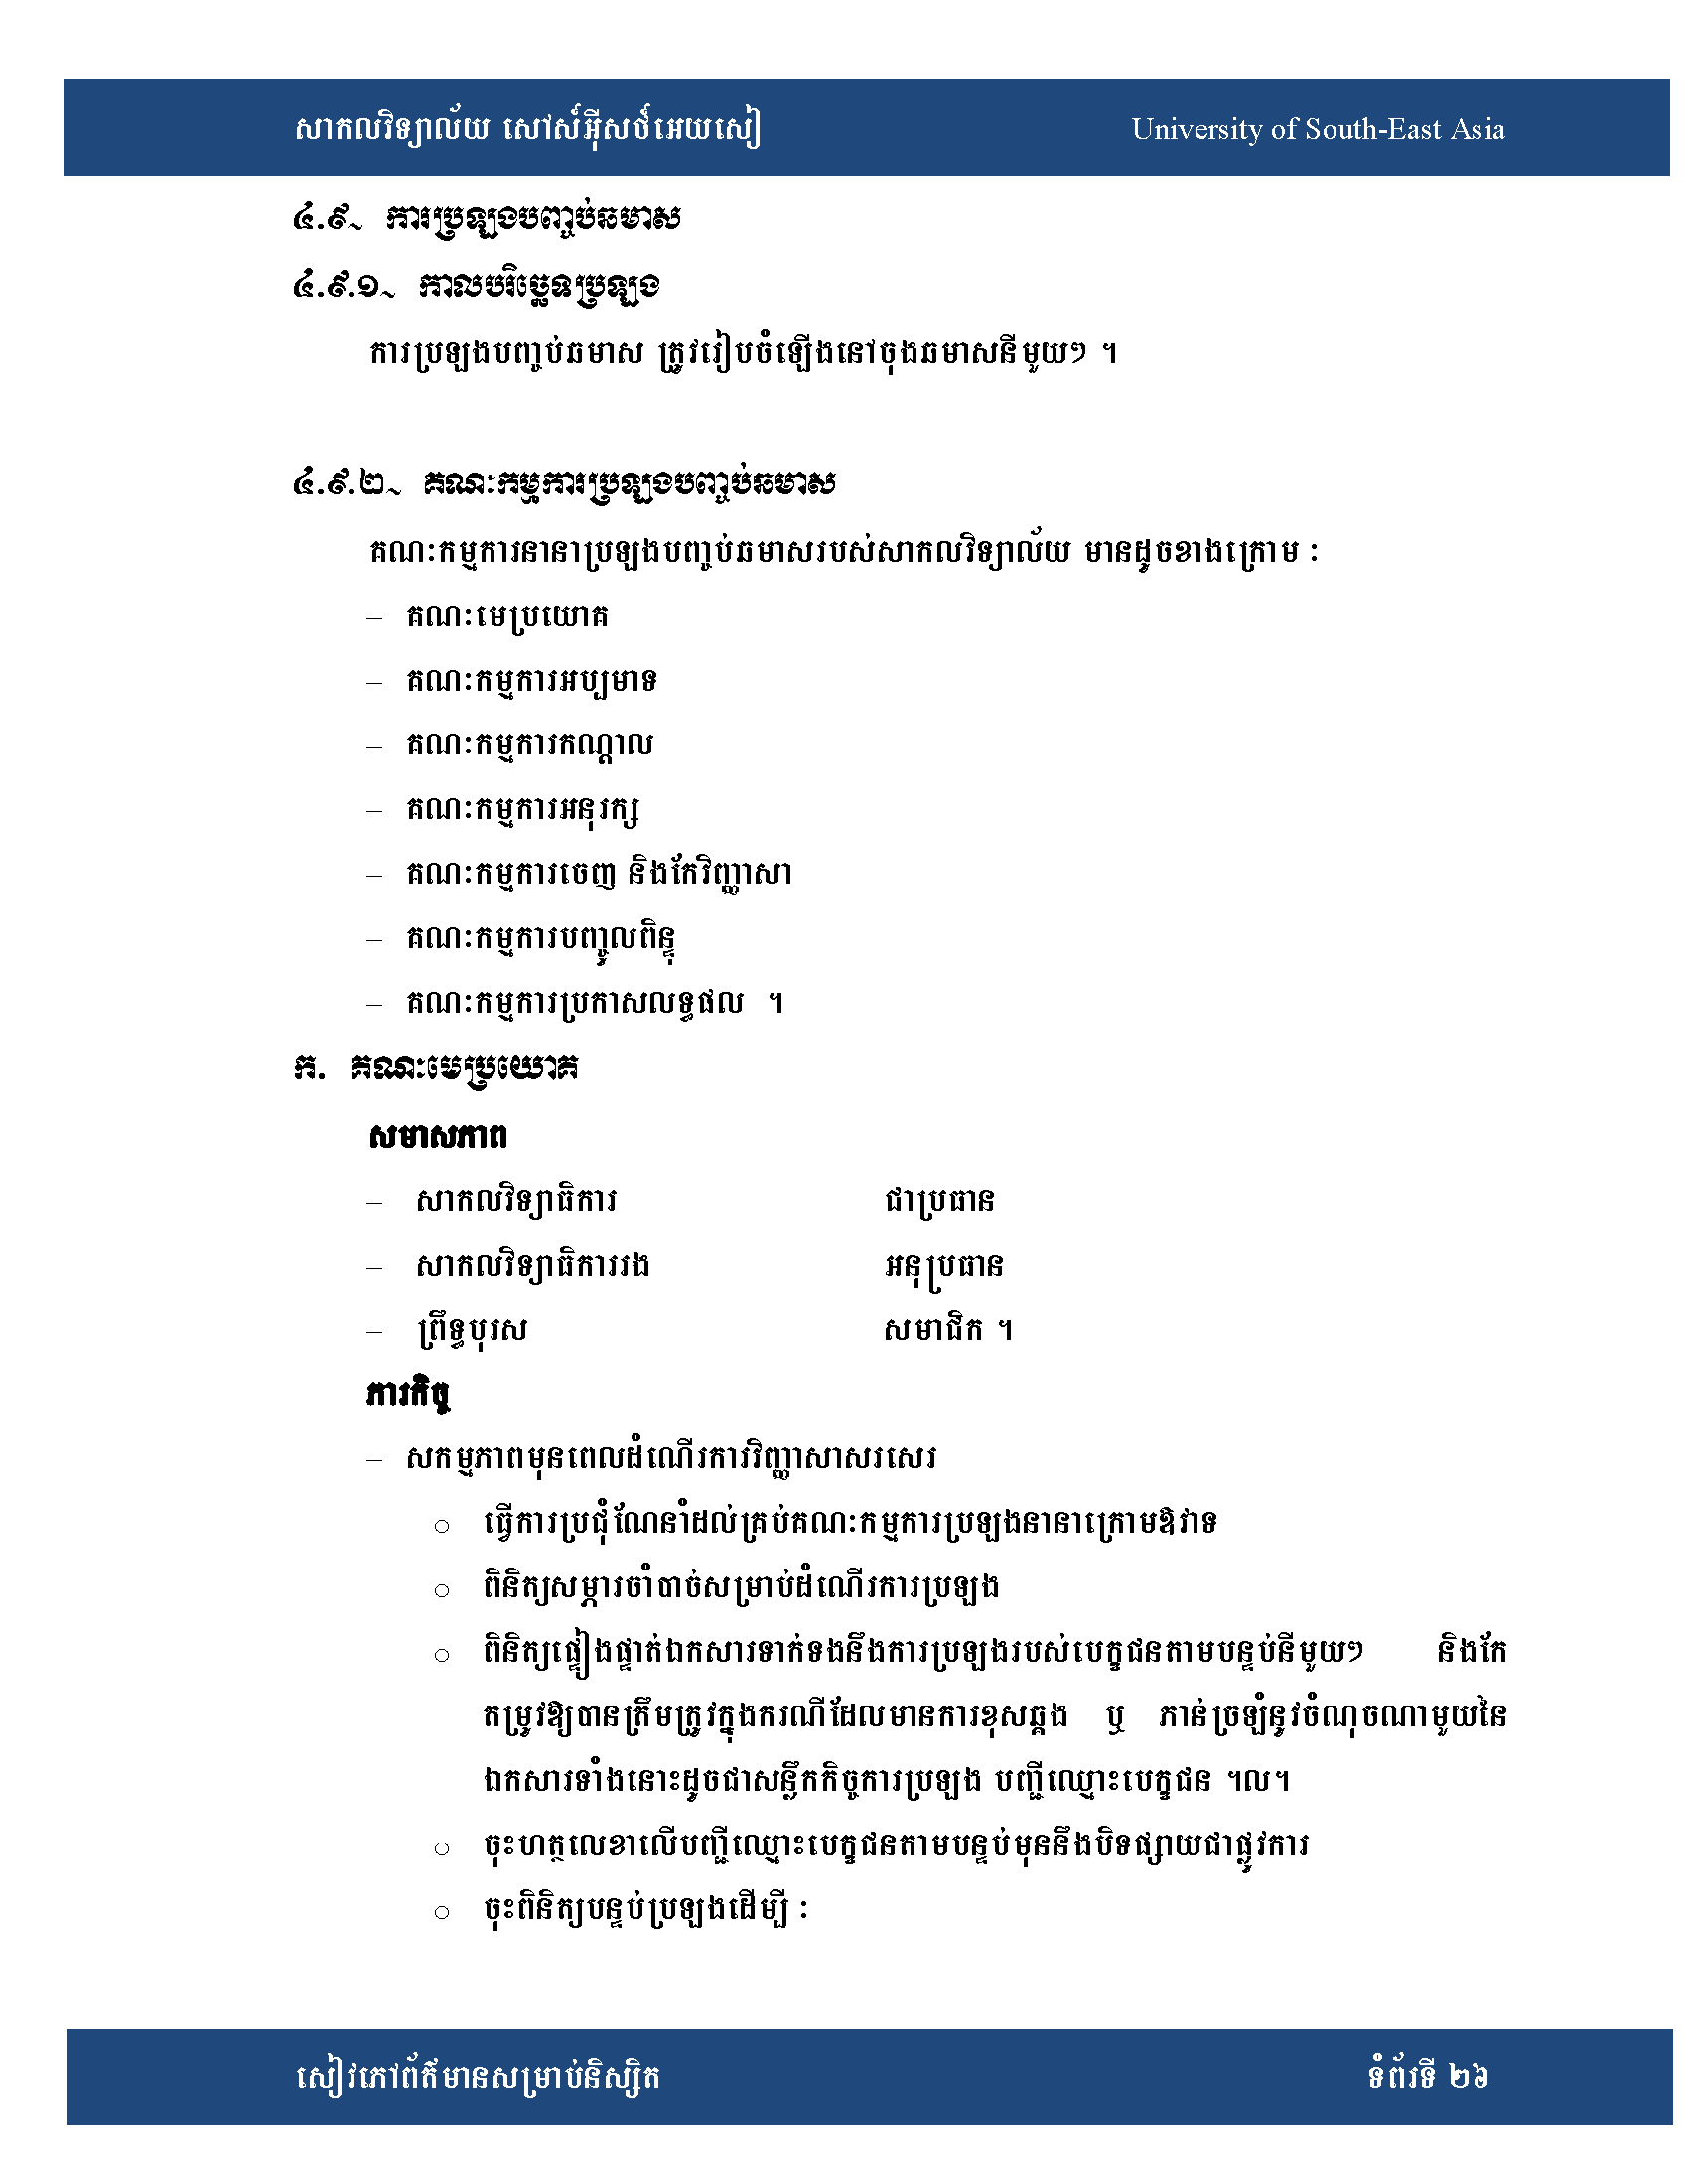 សាកលវិទ្យាល័យ សៅស៍អ៊ីសថ៍អេយសៀ University of South-East Asia
៤.៩~ ការប្រឡងបញ្ចប់ឆមាស
៤.៩.១~ កាលបរិច្ឆេទប្រឡង
ការប្រឡងបញ្ចប់ឆមាស ត្រូវរៀបចំឡើងនៅចុងឆមាសនីមួយៗ ។
៤.៩.២~ គណៈកម្មការប្រឡងបញ្ចប់ឆមាស
គណៈកម្មការនានាប្រឡងបញ្ចប់ឆមាសរបស់សាកលវិទ្យាល័យ មានដូចខាងក្រោម ៈ
– គណៈមេប្រយោគ
– គណៈកម្មការអប្បមាទ
– គណៈកម្មការកណ្តាល
– គណៈកម្មការអនុរក្ស
– គណៈកម្មការចេញ និងកែវិញ្ញាសា
– គណៈកម្មការបញ្ចូលពិន្ទុ
– គណៈកម្មការប្រកាសលទ្ធផល ។
ក. គណៈមេប្រយោគ
សមាសភាព
– សាកលវិទ្យាធិការ ជាប្រធាន
– សាកលវិទ្យាធិការរង អនុប្រធាន
– ព្រឹទ្ធបុរស សមាជិក ។
ភារកិច្ច
– សកម្មភាពមុនពេលដំណើរការវិញ្ញាសាសរសេរ
○ ធ្វើការប្រជុំណែនាំដល់គ្រប់គណៈកម្មការប្រឡងនានាក្រោមឱវាទ
○ ពិនិត្យសម្ភារចាំបាច់សម្រាប់ដំណើរការប្រឡង
○ ពិនិត្យផ្ទៀងផ្ទាត់ឯកសារទាក់ទងនឹងការប្រឡងរបស់បេក្ខជនតាមបន្ទប់នីមួយៗ និងកែ
តម្រូវឱ្យបានត្រឹមត្រូវក្នុងករណីដែលមានការខុសឆ្គង ឬ ភាន់ច្រឡំនូវចំណុចណាមួយនៃ
ឯកសារទាំងនោះដូចជាសន្លឹកកិច្ចការប្រឡង បញ្ជីឈ្មោះបេក្ខជន ។ល។
○ ចុះហត្ថលេខាលើបញ្ជីឈ្មោះបេក្ខជនតាមបន្ទប់មុននឹងបិទផ្សាយជាផ្លូវការ
○ ចុះពិនិត្យបន្ទប់ប្រឡងដើម្បី ៈ
សៀវភៅព័ត៌មានសម្រាប់និស្សិត ទំព័រទី ២៦